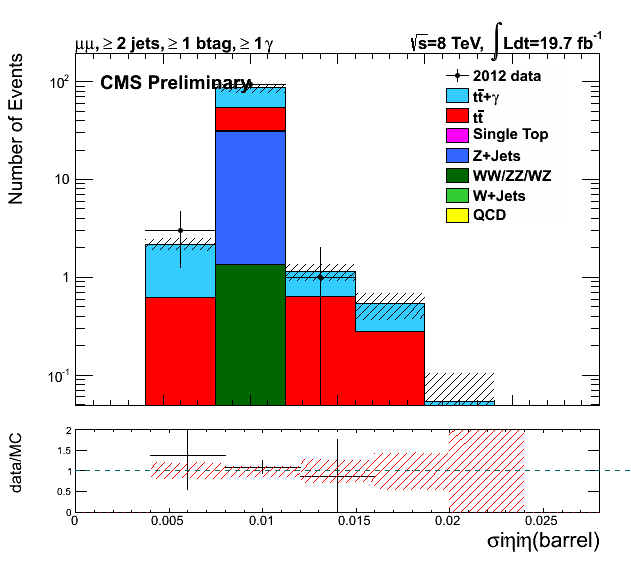 μμ, ≥ 2 jets, ≥ 1 btag, ≥ 1 γ
√s=8 TeV, ∫Ldt=19.7 fb⁻¹
CMS Preliminary
2012 data
tt̄+γ
tt̄
Single Top
Z+Jets
WW/ZZ/WZ
W+Jets
QCD
Number of Events
10²
10
1
10⁻¹
data/MC
2
1.5
1
0.5
0
0 0.005 0.01 0.015 0.02 0.025
σiηiη(barrel)